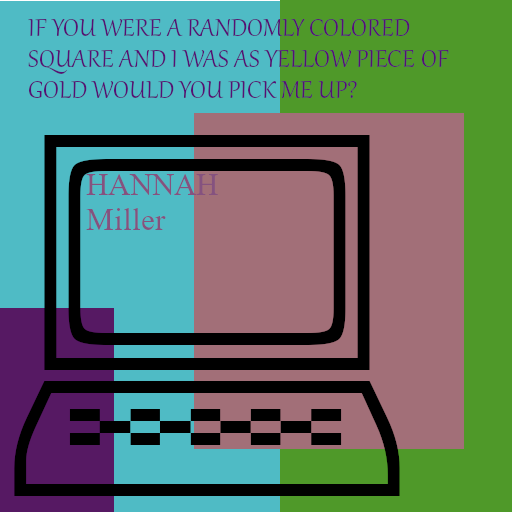 IF YOU WERE A RANDOMLY COLORED
SQUARE AND I WAS AS YELLOW PIECE OF
GOLD WOULD YOU PICK ME UP?
HANNAH
Miller